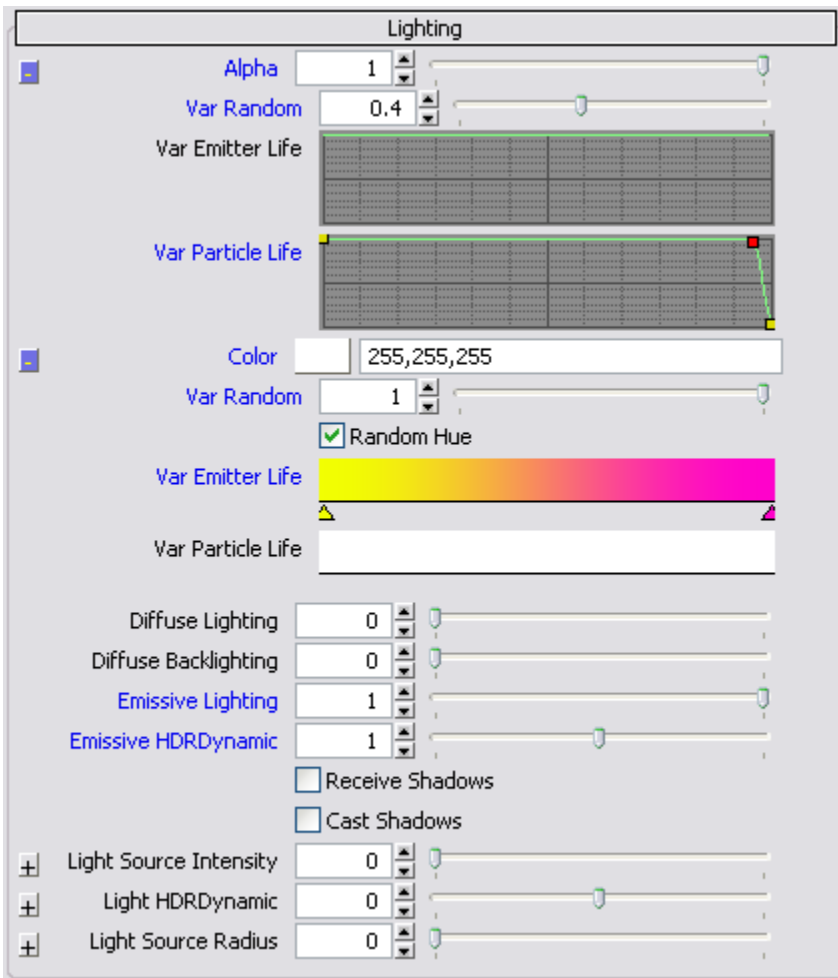 Lighting
- Alpha 1
Var Random 0.4
Var Emitter Life
Var Particle Life
- Color 255,255,255
Var Random 1
Random Hue
Var Emitter Life
Var Particle Life
Diffuse Lighting 0
Diffuse Backlighting 0
Emissive Lighting 1
Emissive HDRDynamic 1
Receive Shadows
Cast Shadows
+ Light Source Intensity 0
+ Light HDRDynamic 0
+ Light Source Radius 0